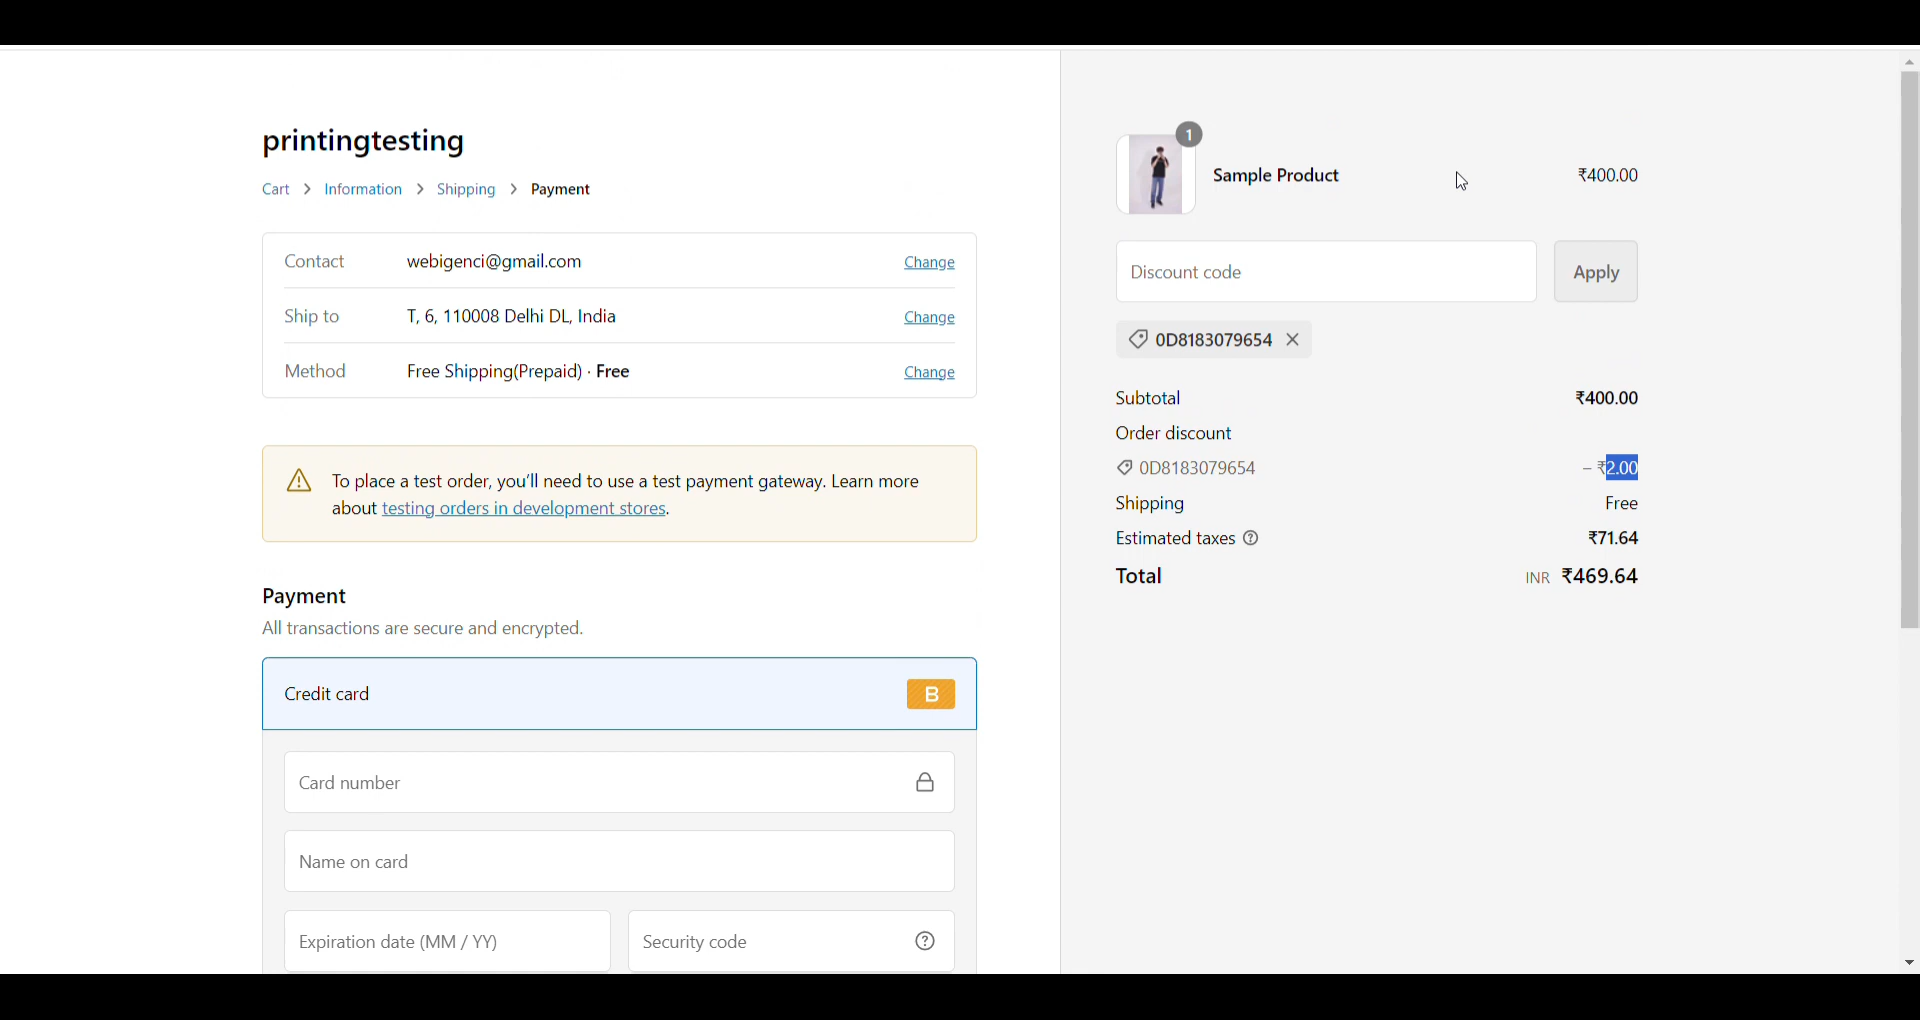 printingtesting
Cart > Information > Shipping > Payment
Contact webigenci@gmail.com Change
Ship to T, 6, 110008 Delhi DL, India Change
Method Free Shipping(Prepaid) · Free Change
To place a test order, you'll need to use a test payment gateway. Learn more
about testing orders in development stores.
Payment
All transactions are secure and encrypted.
Credit card B
Card number
Name on card
Expiration date (MM / YY) Security code
1
Sample Product ₹400.00
Discount code Apply
0D8183079654
Subtotal ₹400.00
Order discount
0D8183079654 – ₹2.00
Shipping Free
Estimated taxes ₹71.64
Total INR ₹469.64